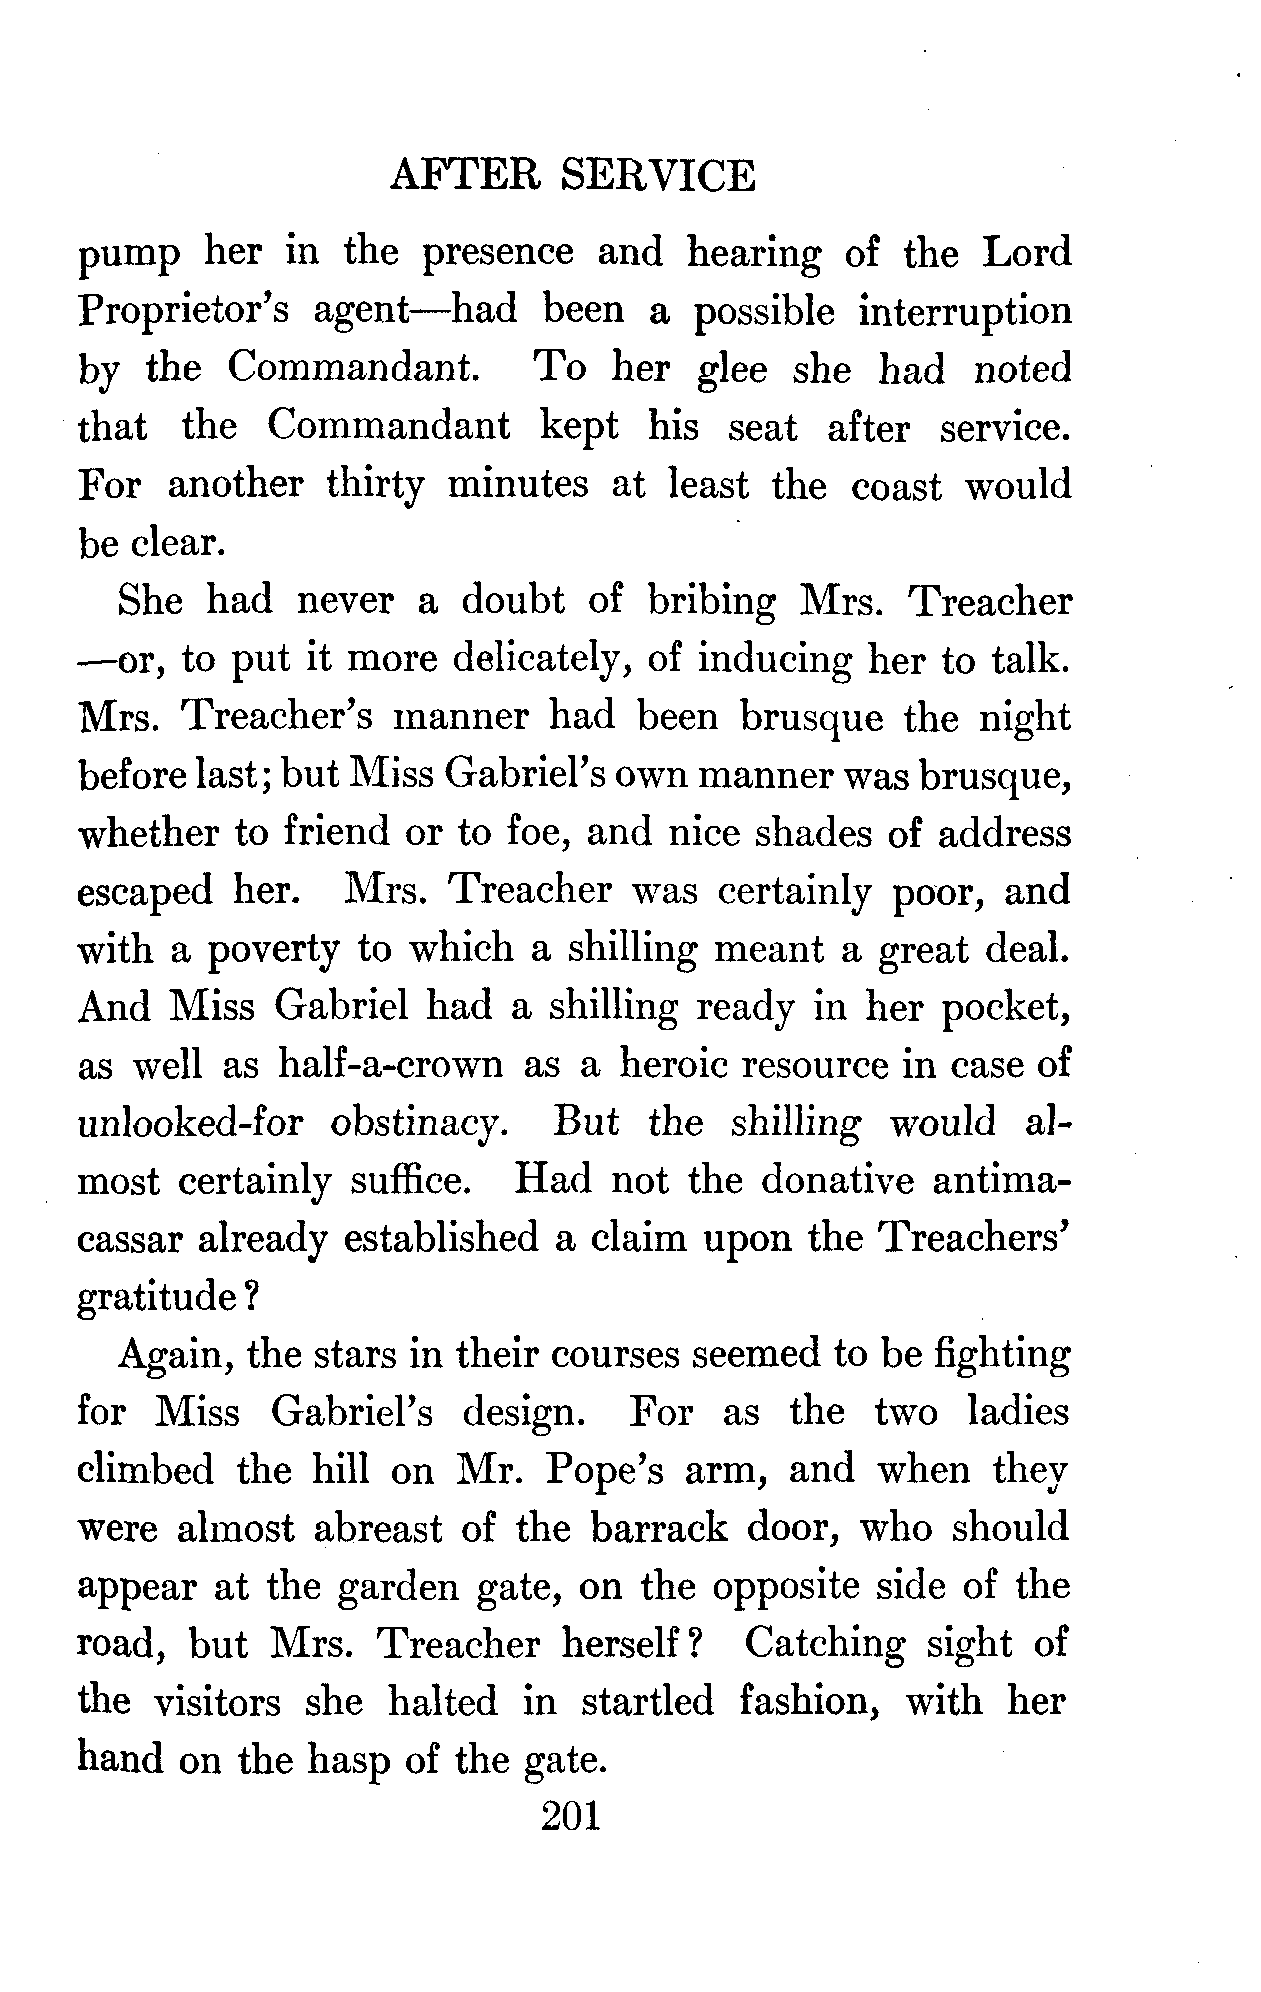 AFTER SERVICE
pump her in the presence and hearing of the Lord
Proprietor's agent—had been a possible interruption
by the Commandant. To her glee she had noted
that the Commandant kept his seat after service.
For another thirty minutes at least the coast would
be clear.
She had never a doubt of bribing Mrs. Treacher
—or, to put it more delicately, of inducing her to talk.
Mrs. Treacher's manner had been brusque the night
before last; but Miss Gabriel's own manner was brusque,
whether to friend or to foe, and nice shades of address
escaped her. Mrs. Treacher was certainly poor, and
with a poverty to which a shilling meant a great deal.
And Miss Gabriel had a shilling ready in her pocket,
as well as half-a-crown as a heroic resource in case of
unlooked-for obstinacy. But the shilling would al-
most certainly suffice. Had not the donative antima-
cassar already established a claim upon the Treachers'
gratitude?
Again, the stars in their courses seemed to be fighting
for Miss Gabriel's design. For as the two ladies
climbed the hill on Mr. Pope's arm, and when they
were almost abreast of the barrack door, who should
appear at the garden gate, on the opposite side of the
road, but Mrs. Treacher herself? Catching sight of
the visitors she halted in startled fashion, with her
hand on the hasp of the gate.
201